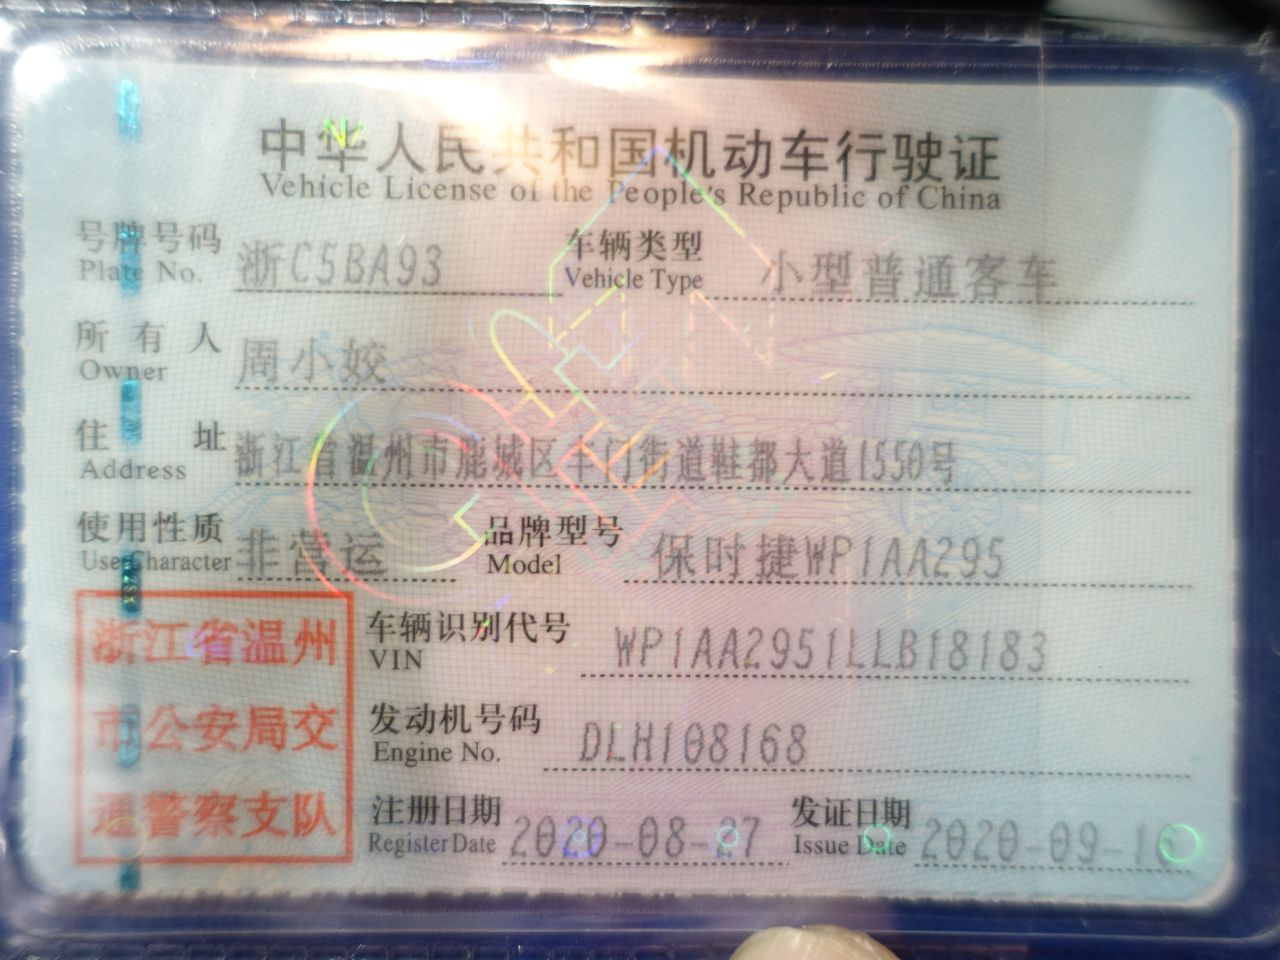 中华人民共和国机动车行驶证
Vehicle License of the People's Republic of China
号牌号码 浙C5BA93 车辆类型 小型普通客车
Plate No. Vehicle Type
所有人 周小姣
Owner
住址 浙江省温州市鹿城区丰门街道鞋都大道1550号
Address
使用性质 非营运 品牌型号 保时捷WP1AA295
Use Character Model
浙江省温州
市公安局交
通警察支队
车辆识别代号 WP1AA2951LLB18183
VIN
发动机号码 DLH108168
Engine No.
注册日期 2020-08-27 发证日期 2020-09-16
Register Date Issue Date